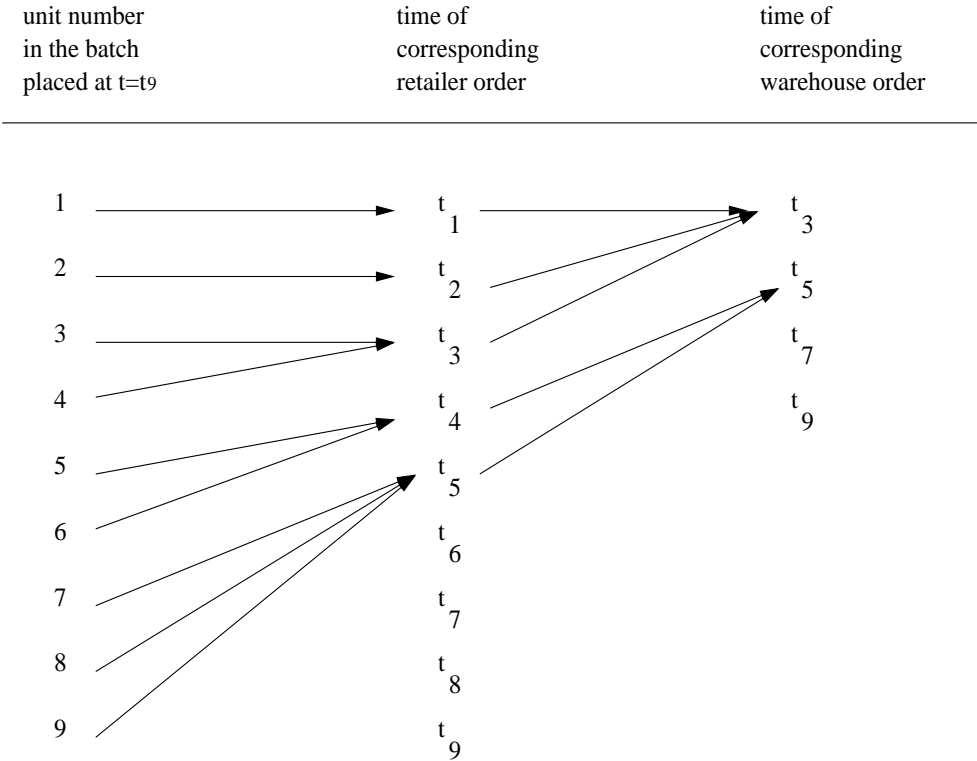 unit number
in the batch
placed at t=t9
time of
corresponding
retailer order
time of
corresponding
warehouse order
1 t1 t3
2 t2 t5
3 t3 t7
4 t4 t9
5 t5
6 t6
7 t7
8 t8
9 t9